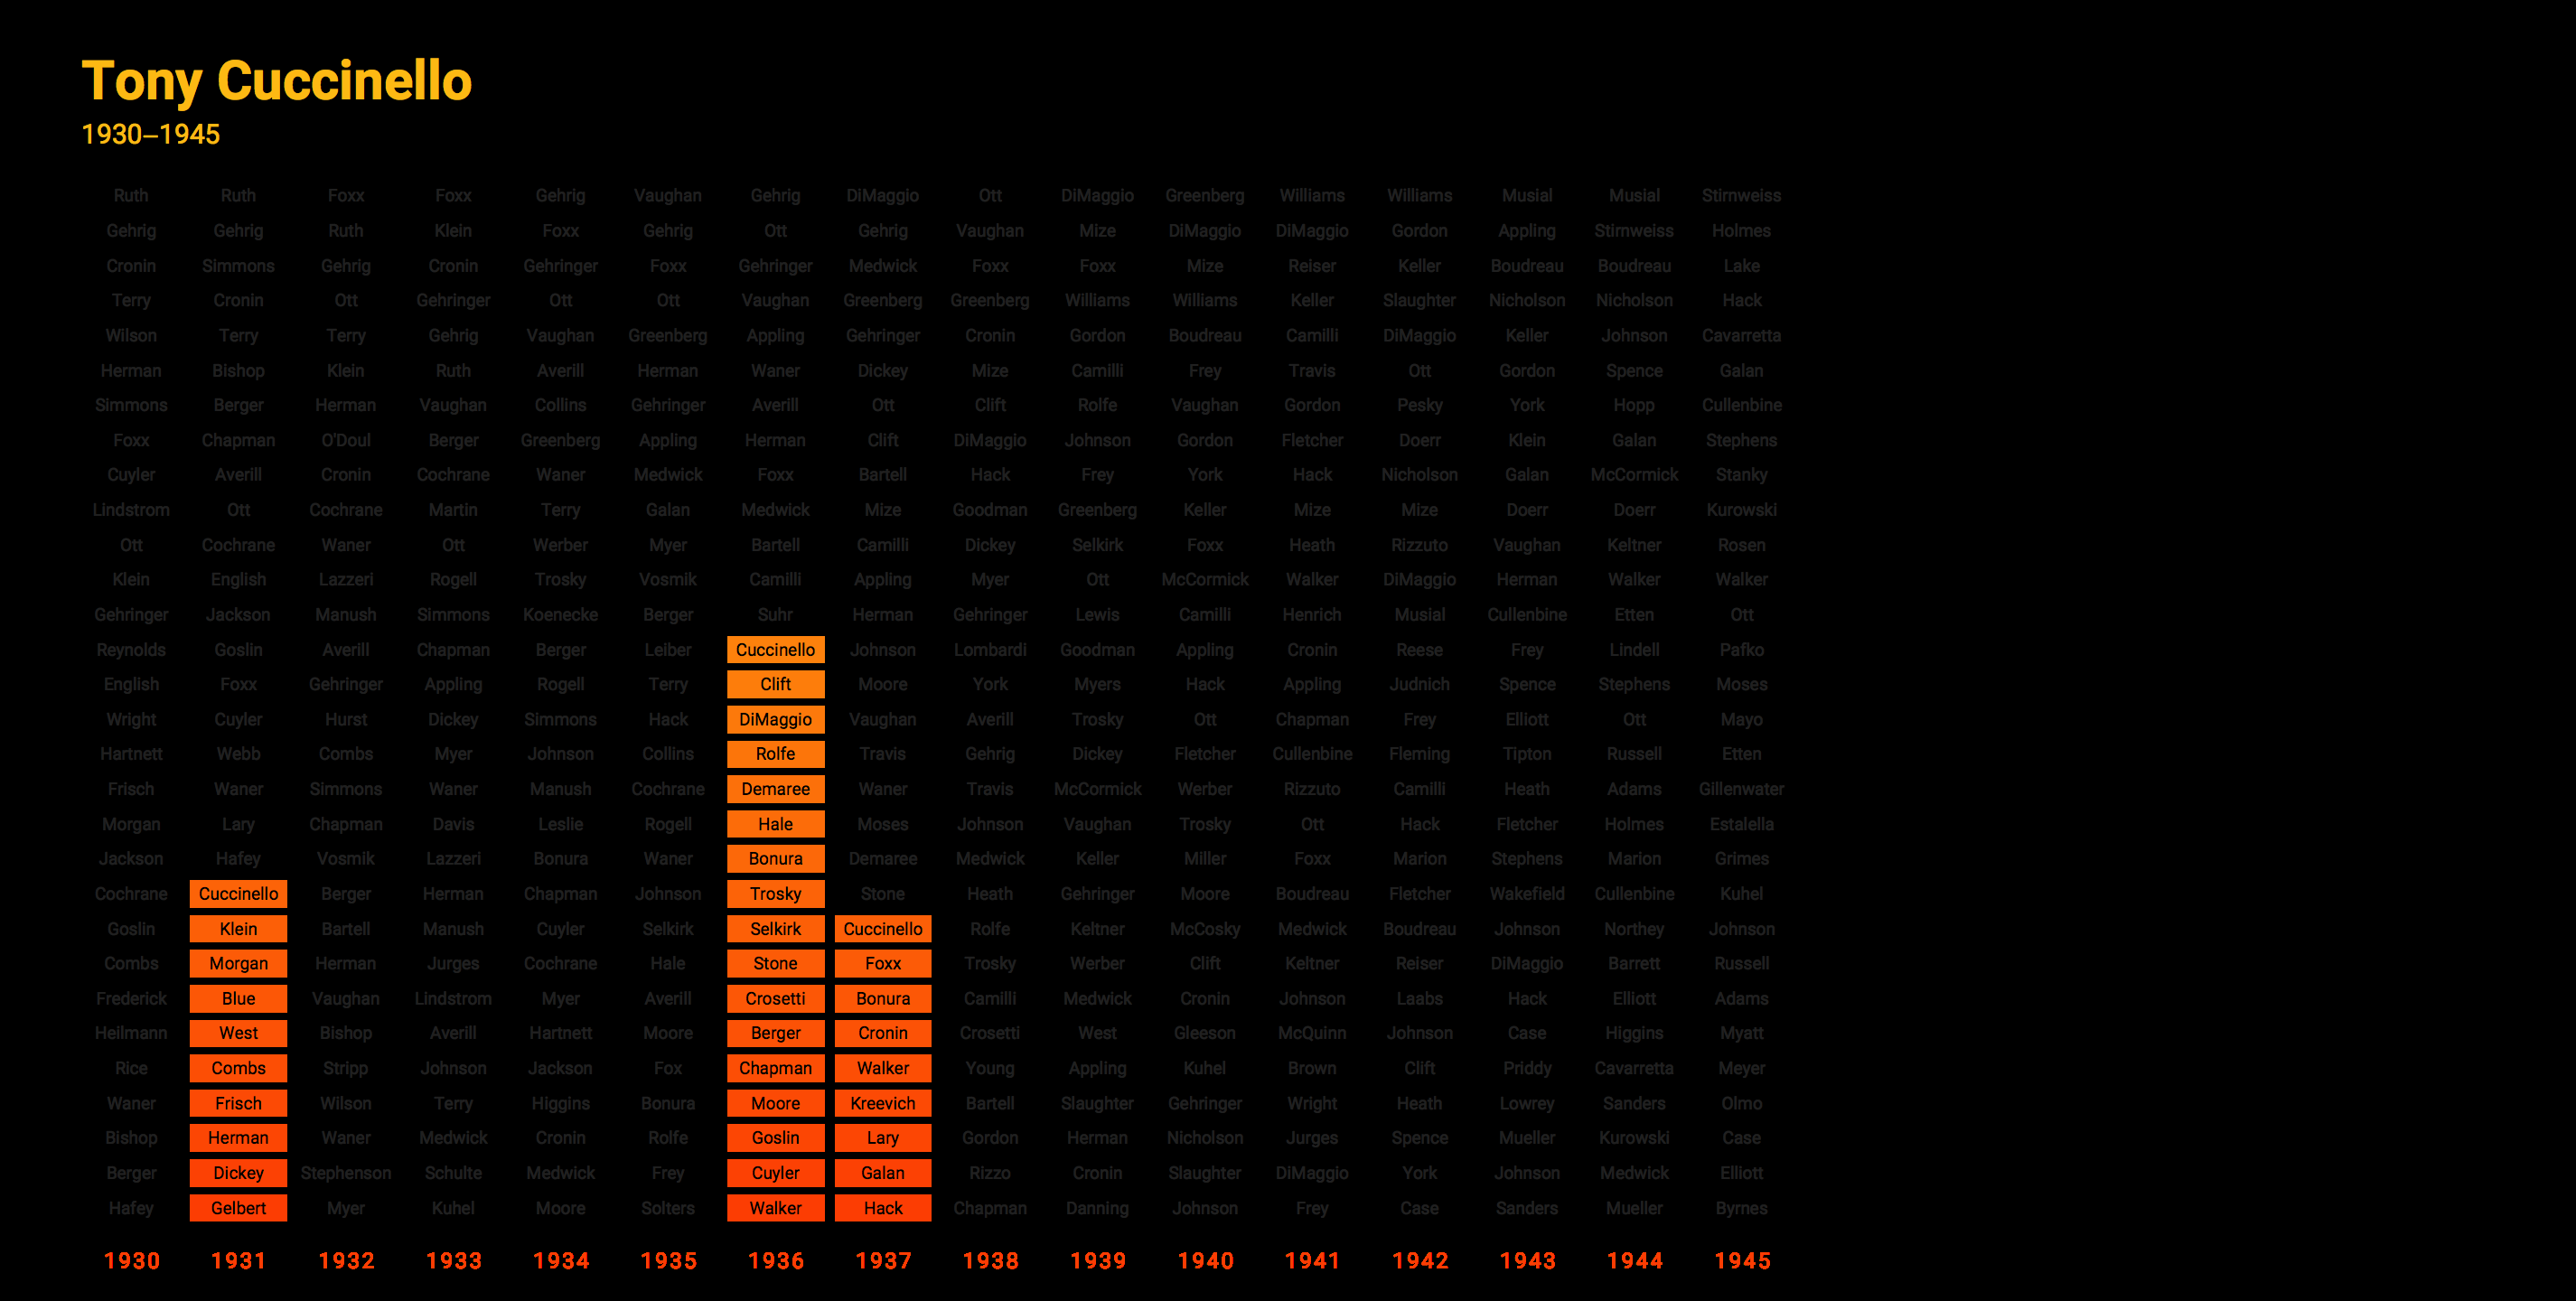 Tony Cuccinello
1930–1945
Ruth Ruth Foxx Foxx Gehrig Vaughan Gehrig DiMaggio Ott DiMaggio Greenberg Williams Williams Musial Musial Stirnweiss
Gehrig Gehrig Ruth Klein Foxx Gehrig Ott Gehrig Vaughan Mize DiMaggio DiMaggio Gordon Appling Stirnweiss Holmes
Cronin Simmons Gehrig Cronin Gehringer Foxx Gehringer Medwick Foxx Foxx Mize Reiser Keller Boudreau Boudreau Lake
Terry Cronin Ott Gehringer Ott Ott Vaughan Greenberg Greenberg Williams Williams Keller Slaughter Nicholson Nicholson Hack
Wilson Terry Terry Gehrig Vaughan Greenberg Appling Gehringer Cronin Gordon Boudreau Camilli DiMaggio Keller Johnson Cavarretta
Herman Bishop Klein Ruth Averill Herman Waner Dickey Mize Camilli Frey Travis Ott Gordon Spence Galan
Simmons Berger Herman Vaughan Collins Gehringer Averill Ott Clift Rolfe Vaughan Gordon Pesky York Hopp Cullenbine
Foxx Chapman O'Doul Berger Greenberg Appling Herman Clift DiMaggio Johnson Gordon Fletcher Doerr Klein Galan Stephens
Cuyler Averill Cronin Cochrane Waner Medwick Foxx Bartell Hack Frey York Hack Nicholson Galan McCormick Stanky
Lindstrom Ott Cochrane Martin Terry Galan Medwick Mize Goodman Greenberg Keller Mize Mize Doerr Doerr Kurowski
Ott Cochrane Waner Ott Werber Myer Bartell Camilli Dickey Selkirk Foxx Heath Rizzuto Vaughan Keltner Rosen
Klein English Lazzeri Rogell Trosky Vosmik Camilli Appling Myer Ott McCormick Walker DiMaggio Herman Walker Walker
Gehringer Jackson Manush Simmons Koenecke Berger Suhr Herman Gehringer Lewis Camilli Henrich Musial Cullenbine Etten Ott
Reynolds Goslin Averill Chapman Berger Leiber Cuccinello Johnson Lombardi Goodman Appling Cronin Reese Frey Lindell Pafko
English Foxx Gehringer Appling Rogell Terry Clift Moore York Myers Hack Appling Judnich Spence Stephens Moses
Wright Cuyler Hurst Dickey Simmons Hack DiMaggio Vaughan Averill Trosky Ott Chapman Frey Elliott Ott Mayo
Hartnett Webb Combs Myer Johnson Collins Rolfe Travis Gehrig Dickey Fletcher Cullenbine Fleming Tipton Russell Etten
Frisch Waner Simmons Waner Manush Cochrane Demaree Waner Travis McCormick Werber Rizzuto Camilli Heath Adams Gillenwater
Morgan Lary Chapman Davis Leslie Rogell Hale Moses Johnson Vaughan Trosky Ott Hack Fletcher Holmes Estalella
Jackson Hafey Vosmik Lazzeri Bonura Waner Bonura Demaree Medwick Keller Miller Foxx Marion Stephens Marion Grimes
Cochrane Cuccinello Berger Herman Chapman Johnson Trosky Stone Heath Gehringer Moore Boudreau Fletcher Wakefield Cullenbine Kuhel
Goslin Klein Bartell Manush Cuyler Selkirk Selkirk Cuccinello Rolfe Keltner McCosky Medwick Boudreau Johnson Northey Johnson
Combs Morgan Herman Jurges Cochrane Hale Stone Foxx Trosky Werber Clift Keltner Reiser DiMaggio Barrett Russell
Frederick Blue Vaughan Lindstrom Myer Averill Crosetti Bonura Camilli Medwick Cronin Johnson Laabs Hack Elliott Adams
Heilmann West Bishop Averill Hartnett Moore Berger Cronin Crosetti West Gleeson McQuinn Johnson Case Higgins Myatt
Rice Combs Stripp Johnson Jackson Fox Chapman Walker Young Appling Kuhel Brown Clift Priddy Cavarretta Meyer
Waner Frisch Wilson Terry Higgins Bonura Moore Kreevich Bartell Slaughter Gehringer Wright Heath Lowrey Sanders Olmo
Bishop Herman Waner Medwick Cronin Rolfe Goslin Lary Gordon Herman Nicholson Jurges Spence Mueller Kurowski Case
Berger Dickey Stephenson Schulte Medwick Frey Cuyler Galan Rizzo Cronin Slaughter DiMaggio York Johnson Medwick Elliott
Hafey Gelbert Myer Kuhel Moore Solters Walker Hack Chapman Danning Johnson Frey Case Sanders Mueller Byrnes
1930 1931 1932 1933 1934 1935 1936 1937 1938 1939 1940 1941 1942 1943 1944 1945